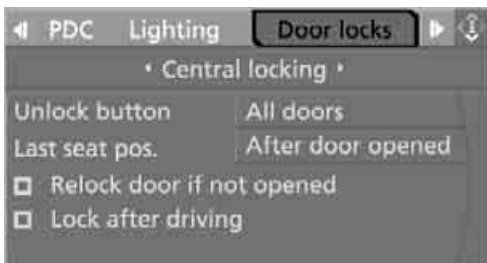 PDC Lighting Door locks
• Central locking •
Unlock button All doors
Last seat pos. After door opened
Relock door if not opened
Lock after driving